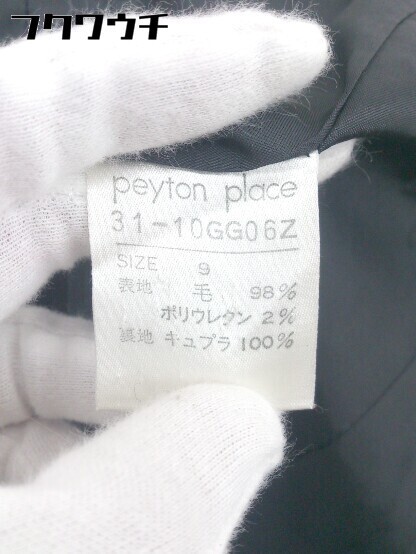 フクワウチ
peyton place
31-10GG06Z
SIZE 9
表地 毛 98%
ポリウレタン 2%
裏地 キュプラ 100%